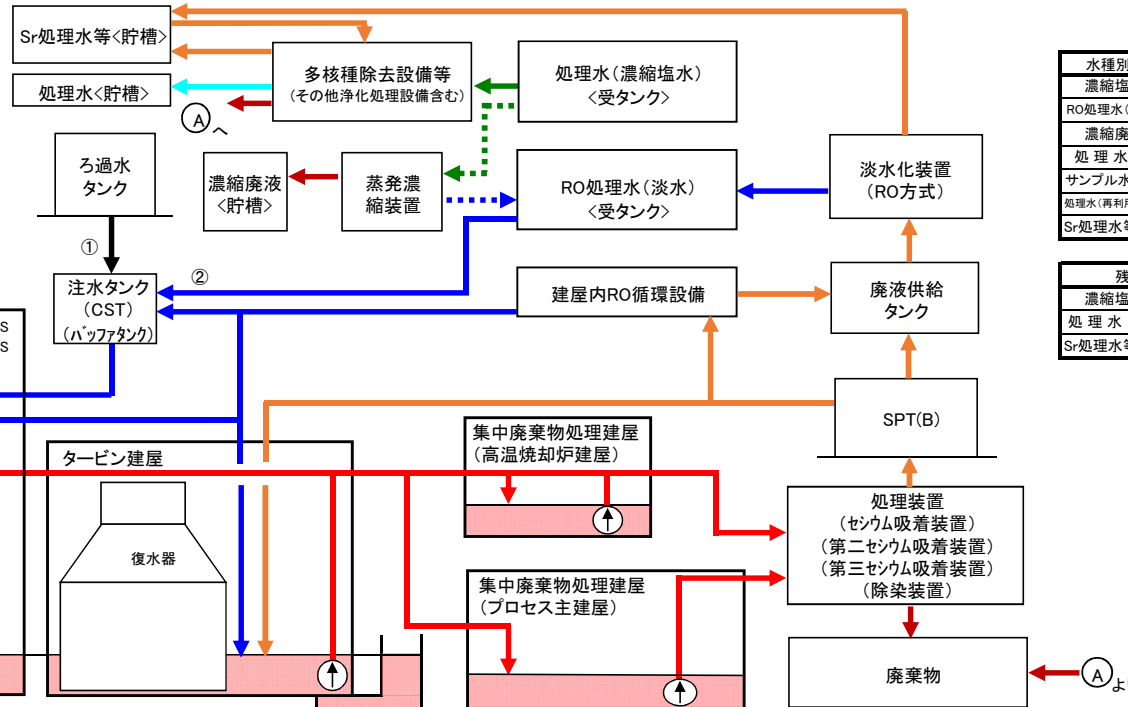 Sr処理水等<貯槽>
処理水<貯槽>
多核種除去設備等
(その他浄化処理設備含む)
Aへ
処理水(濃縮塩水)
<受タンク>
ろ過水
タンク
濃縮廃液
<貯槽>
蒸発濃
縮装置
RO処理水(淡水)
<受タンク>
淡水化装置
(RO方式)
①
②
注水タンク
(CST)
(バッファタンク)
建屋内RO循環設備
廃液供給
タンク
S
S
SPT(B)
タービン建屋
復水器
集中廃棄物処理建屋
(高温焼却炉建屋)
集中廃棄物処理建屋
(プロセス主建屋)
処理装置
(セシウム吸着装置)
(第二セシウム吸着装置)
(第三セシウム吸着装置)
(除染装置)
廃棄物
Aよ
水種別
濃縮塩
RO処理水(
濃縮廃
処理水
サンプル水
処理水(再利用
Sr処理水等
残
濃縮塩
処理水
Sr処理水等